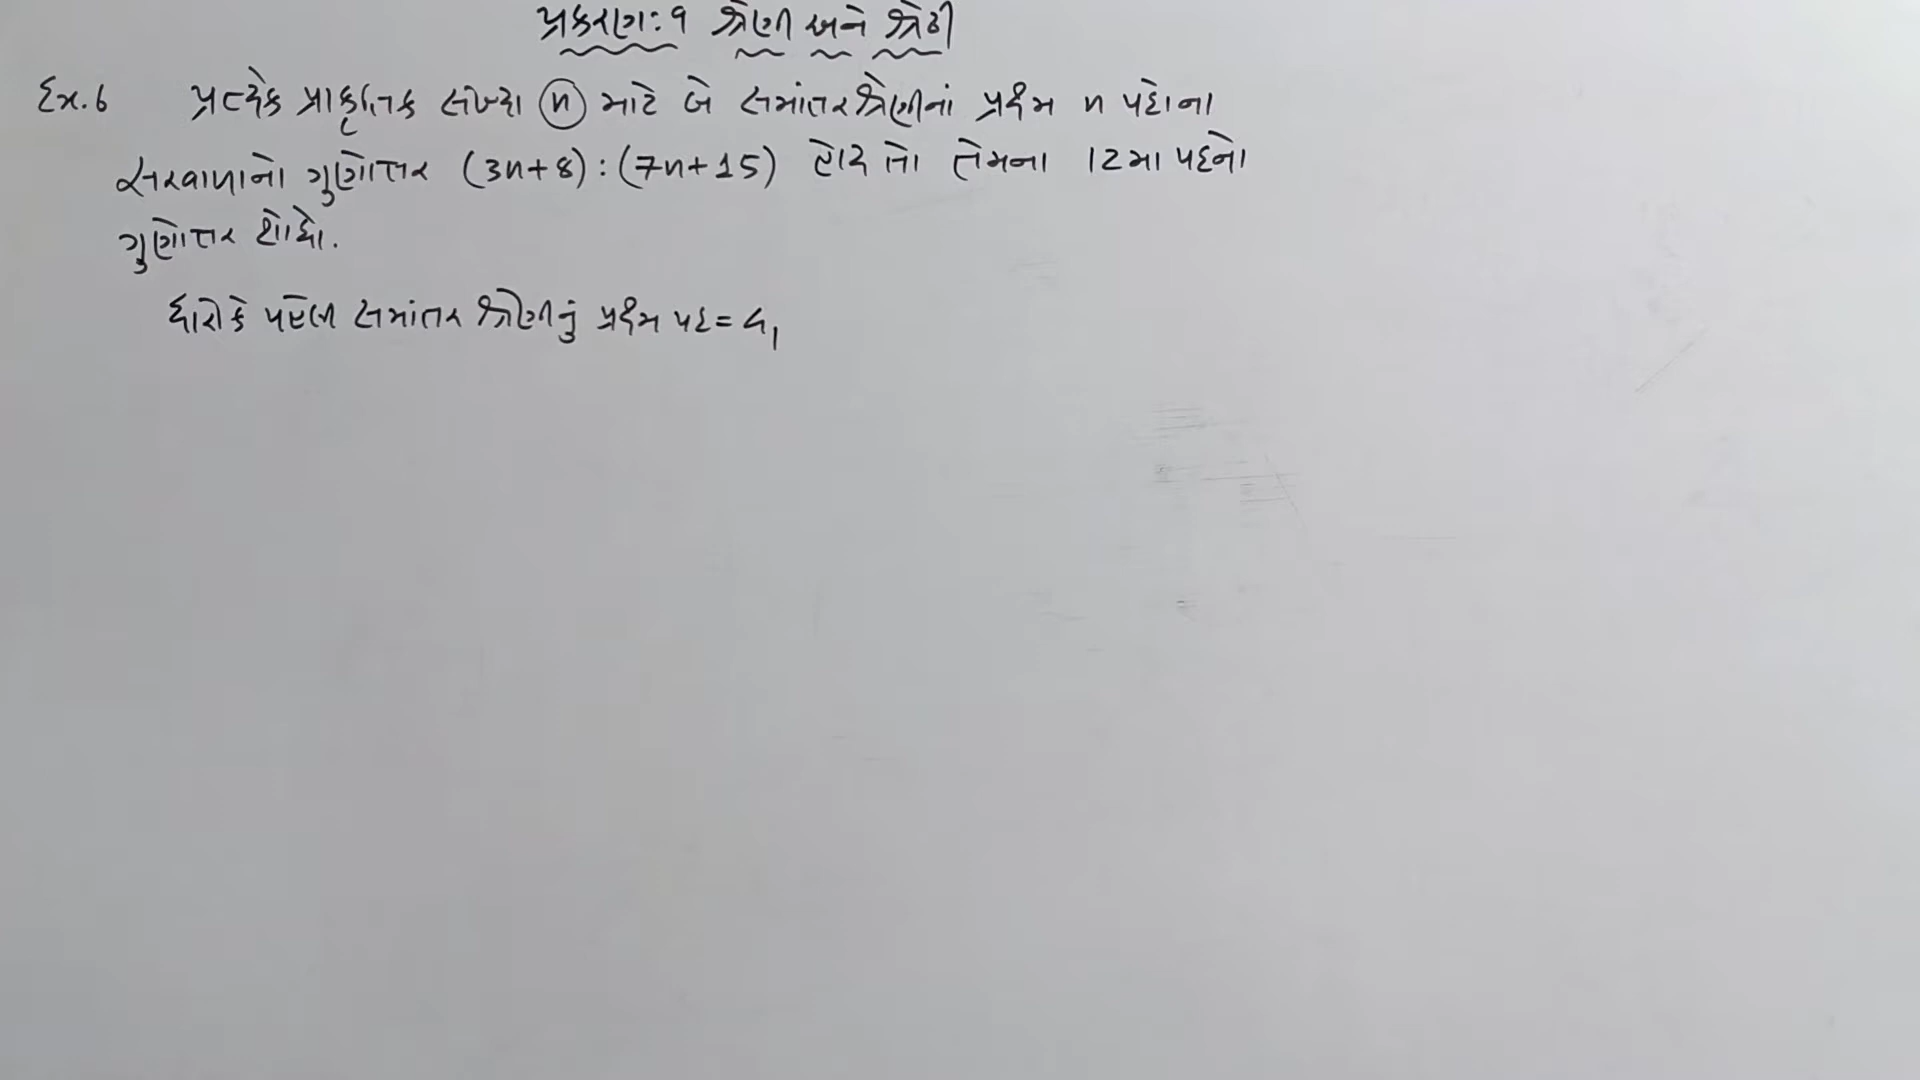 પ્રકરણ: ૧ શ્રેણી અને શ્રેઢી
Ex. 6 પ્રત્યેક પ્રાકૃતિક સંખ્યા n માટે બે સમાંતર શ્રેણીનાં પ્રથમ n પદોના
સરવાળાનો ગુણોત્તર (3n+8) : (7n+15) હોય તો તેમના 12મા પદનો
ગુણોત્તર શોધો.
ધારોકે પહેલી સમાંતર શ્રેણીનું પ્રથમ પદ = a₁